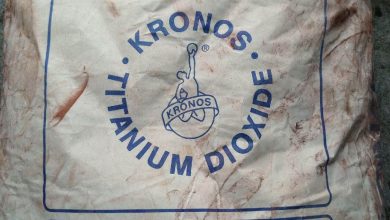 · KRONOS ·
®
KRONOS
TITANIUM DIOXIDE